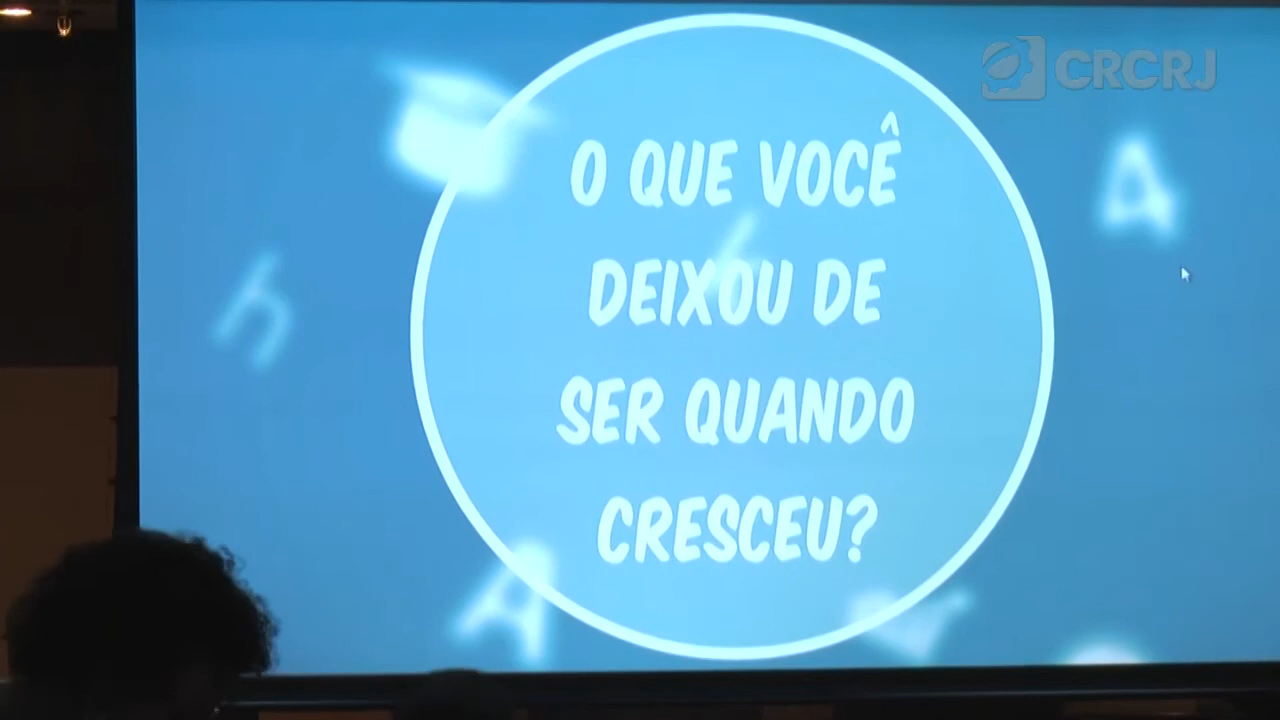 CRCRJ
O QUE VOCÊ
DEIXOU DE
SER QUANDO
CRESCEU?
h
A
h
A